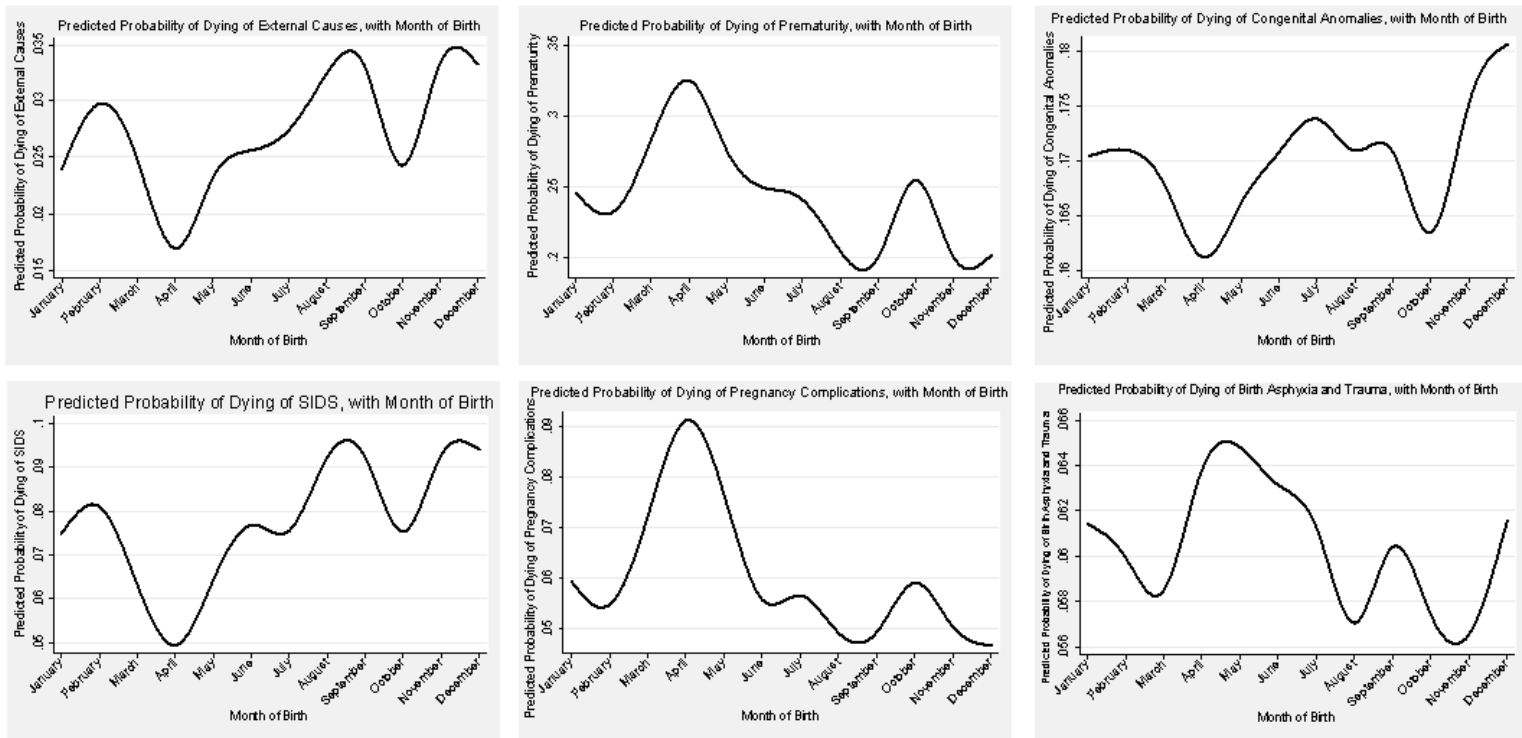 Predicted Probability of Dying of External Causes, with Month of Birth
Predicted Probability of Dying of External Causes
.035
.03
.025
.02
.015
January
February
March
April
May
June
July
August
September
October
November
December
Month of Birth
Predicted Probability of Dying of Prematurity, with Month of Birth
Predicted Probability of Dying of Prematurity
.35
.3
.25
.2
January
February
March
April
May
June
July
August
September
October
November
December
Month of Birth
Predicted Probability of Dying of Congenital Anomalies, with Month of Birth
Predicted Probability of Dying of Congenital Anomalies
.18
.175
.17
.165
.16
January
February
March
April
May
June
July
August
September
October
November
December
Month of Birth
Predicted Probability of Dying of SIDS, with Month of Birth
Predicted Probability of Dying of SIDS
.1
.09
.08
.07
.06
.05
January
February
March
April
May
June
July
August
September
October
November
December
Month of Birth
Predicted Probability of Dying of Pregnancy Complications, with Month of Birth
Predicted Probability of Dying of Pregnancy Complications
.09
.08
.07
.06
.05
January
February
March
April
May
June
July
August
September
October
November
December
Month of Birth
Predicted Probability of Dying of Birth Asphyxia and Trauma, with Month of Birth
Predicted Probability of Dying of Birth Asphyxia and Trauma
.066
.064
.062
.06
.058
.056
January
February
March
April
May
June
July
August
September
October
November
December
Month of Birth